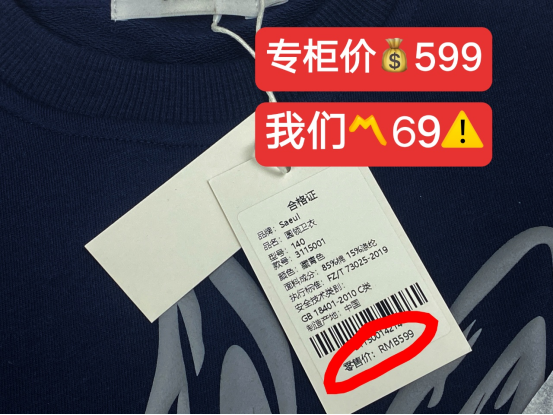 专柜价💰599
我们〽️69⚠️
合格证
品牌：Saeul
品名：圆领卫衣
型号：140
款号：3115001
颜色：藏青色
面料成分：85%棉 15%涤纶
执行标准：FZ/T 73025-2019
安全技术类别：
GB 18401-2010 C类
制造产地：中国
零售价：RMB599